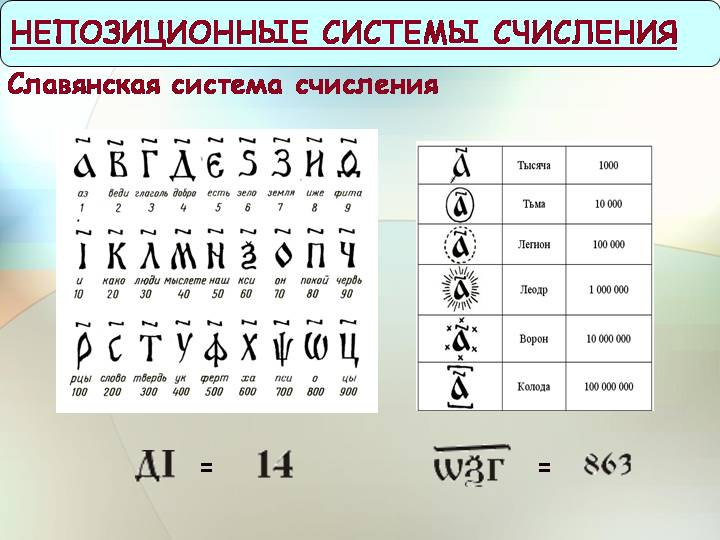 НЕПОЗИЦИОННЫЕ СИСТЕМЫ СЧИСЛЕНИЯ
Славянская система счисления
А҃ В҃ Г҃ Д҃ Є҃ Ѕ҃ З҃ И҃ Ѳ҃
аз веди глаголь добро есть зело земля иже фита
1 2 3 4 5 6 7 8 9
І҃ К҃ Л҃ М҃ Н҃ Ѯ҃ О҃ П҃ Ч҃
и како люди мыслете наш кси он покой червь
10 20 30 40 50 60 70 80 90
Р҃ С҃ Т҃ У҃ Ф҃ Х҃ Ѱ҃ Ѡ҃ Ц҃
рцы слово твердь ук ферт ха пси о цы
100 200 300 400 500 600 700 800 900
а҃ Тысяча 1000
а҃ Тьма 10 000
а҃ Легион 100 000
а҃ Леодр 1 000 000
а҃ Ворон 10 000 000
а҃ Колода 100 000 000
ДІ = 14
ѡѯг = 863